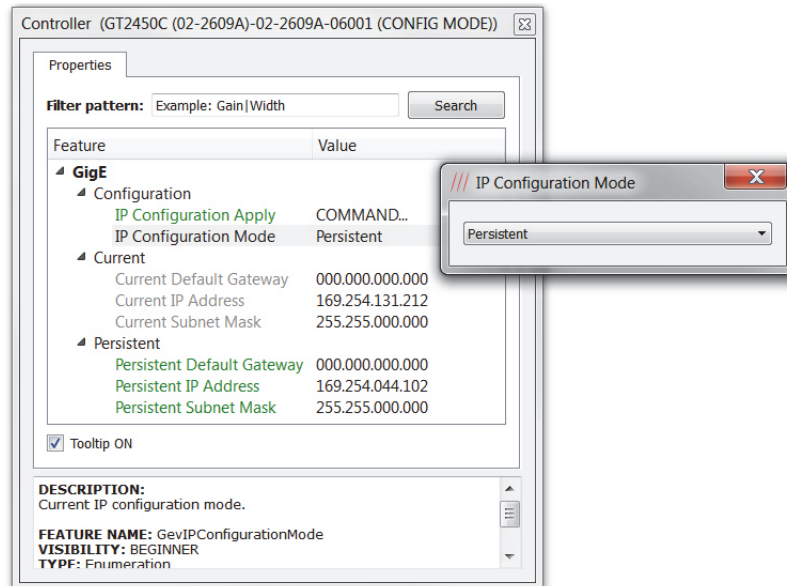 Controller (GT2450C (02-2609A)-02-2609A-06001 (CONFIG MODE))
Properties
Filter pattern: Example: Gain|Width Search
Feature Value
GigE
Configuration
IP Configuration Apply COMMAND...
IP Configuration Mode Persistent
Current
Current Default Gateway 000.000.000.000
Current IP Address 169.254.131.212
Current Subnet Mask 255.255.000.000
Persistent
Persistent Default Gateway 000.000.000.000
Persistent IP Address 169.254.044.102
Persistent Subnet Mask 255.255.000.000
Tooltip ON
DESCRIPTION:
Current IP configuration mode.
FEATURE NAME: GevIPConfigurationMode
VISIBILITY: BEGINNER
TYPE: Enumeration
IP Configuration Mode
Persistent